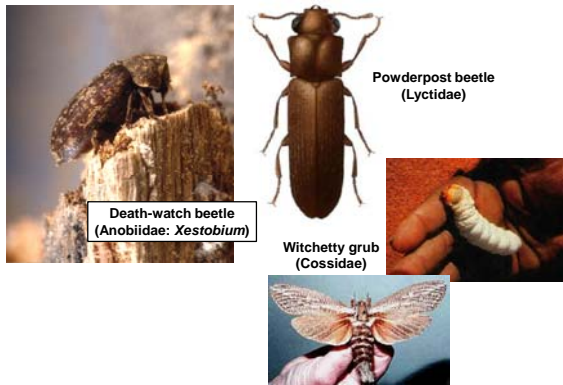 Powderpost beetle
(Lyctidae)
Death-watch beetle
(Anobiidae: Xestobium)
Witchetty grub
(Cossidae)